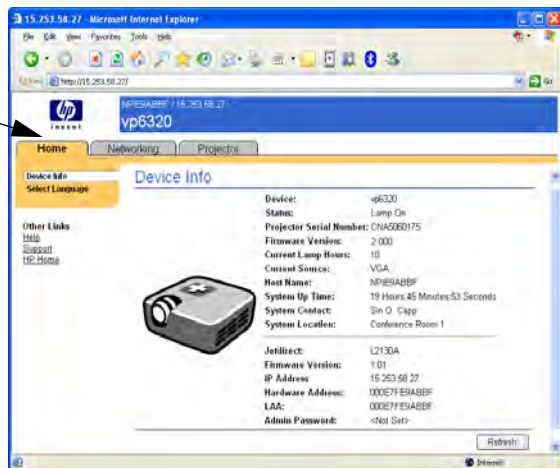 15.253.58.27 - Microsoft Internet Explorer
File Edit View Favorites Tools Help
Address http://15.253.58.27/ Go
hp
invent
NPIE9ABBF / 15.253.58.27
vp6320
Home Networking Projector
Device Info
Select Language
Other Links
Help
Support
HP Home
Device Info
Device: vp6320
Status: Lamp On
Projector Serial Number: CNA5060175
Firmware Version: 2.000
Current Lamp Hours: 10
Current Source: VGA
Host Name: NPIE9ABBF
System Up Time: 19 Hours 45 Minutes 53 Seconds
System Contact: Sin O. Capp
System Location: Conference Room 1
Jetdirect: L2130A
Firmware Version: 1.01
IP Address 15.253.58.27
Hardware Address: 000E7FE9ABBF
LAA: 000E7FE9ABBF
Admin Password: <Not Set>
Refresh
Internet